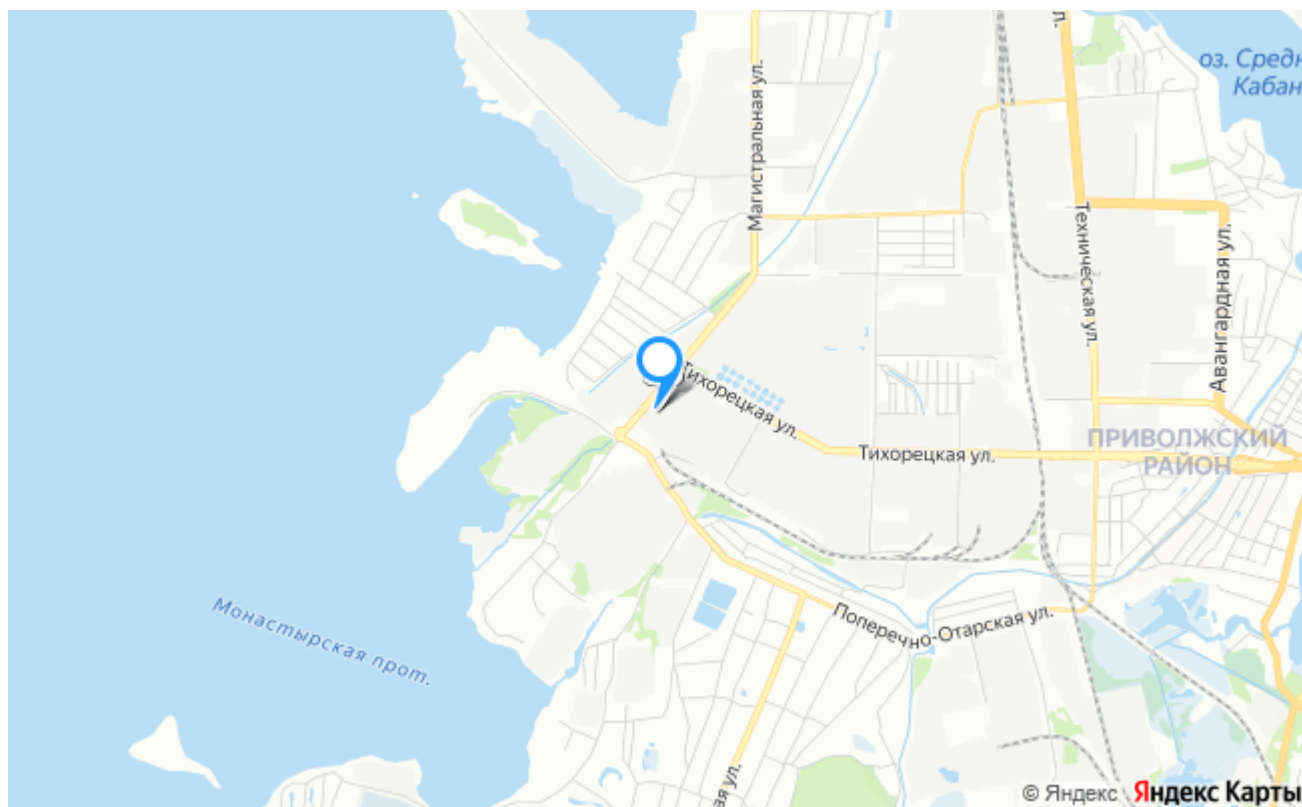 л.
оз. Средн
Кабан
Магистральная ул.
Техническая ул.
Авангардная ул.
Тихорецкая ул.
Тихорецкая ул.
ПРИВОЛЖСКИЙ
РАЙОН
Монастырская прот.
Поперечно-Отарская ул.
ая ул.
© Яндекс Яндекс Карты